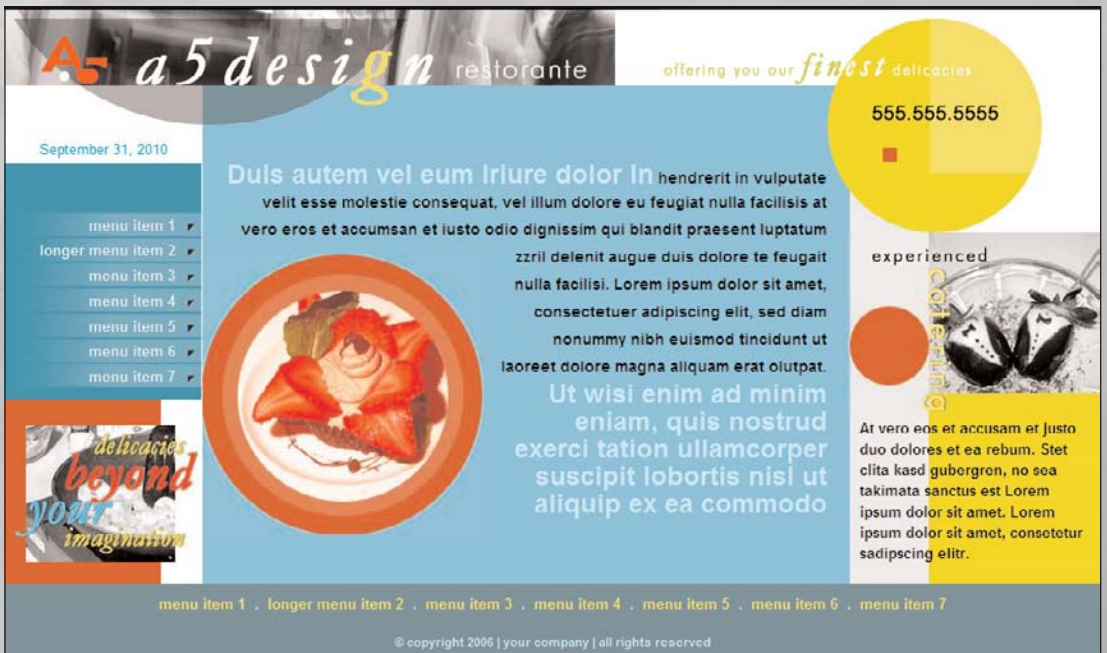 A5 a5design restorante
offering you our finest delicacies
555.555.5555
September 31, 2010
menu item 1
longer menu item 2
menu item 3
menu item 4
menu item 5
menu item 6
menu item 7
delicacies
beyond
your
imagination
Duis autem vel eum iriure dolor in hendrerit in vulputate
velit esse molestie consequat, vel illum dolore eu feugiat nulla facilisis at
vero eros et accumsan et iusto odio dignissim qui blandit praesent luptatum
zzril delenit augue duis dolore te feugait
nulla facilisi. Lorem ipsum dolor sit amet,
consectetuer adipiscing elit, sed diam
nonummy nibh euismod tincidunt ut
laoreet dolore magna aliquam erat olutpat.
Ut wisi enim ad minim
eniam, quis nostrud
exerci tation ullamcorper
suscipit lobortis nisl ut
aliquip ex ea commodo
experienced
catering
At vero eos et accusam et justo
duo dolores et ea rebum. Stet
clita kasd gubergren, no sea
takimata sanctus est Lorem
ipsum dolor sit amet. Lorem
ipsum dolor sit amet, consetetur
sadipscing elitr.
menu item 1 . longer menu item 2 . menu item 3 . menu item 4 . menu item 5 . menu item 6 . menu item 7
© copyright 2006 | your company | all rights reserved